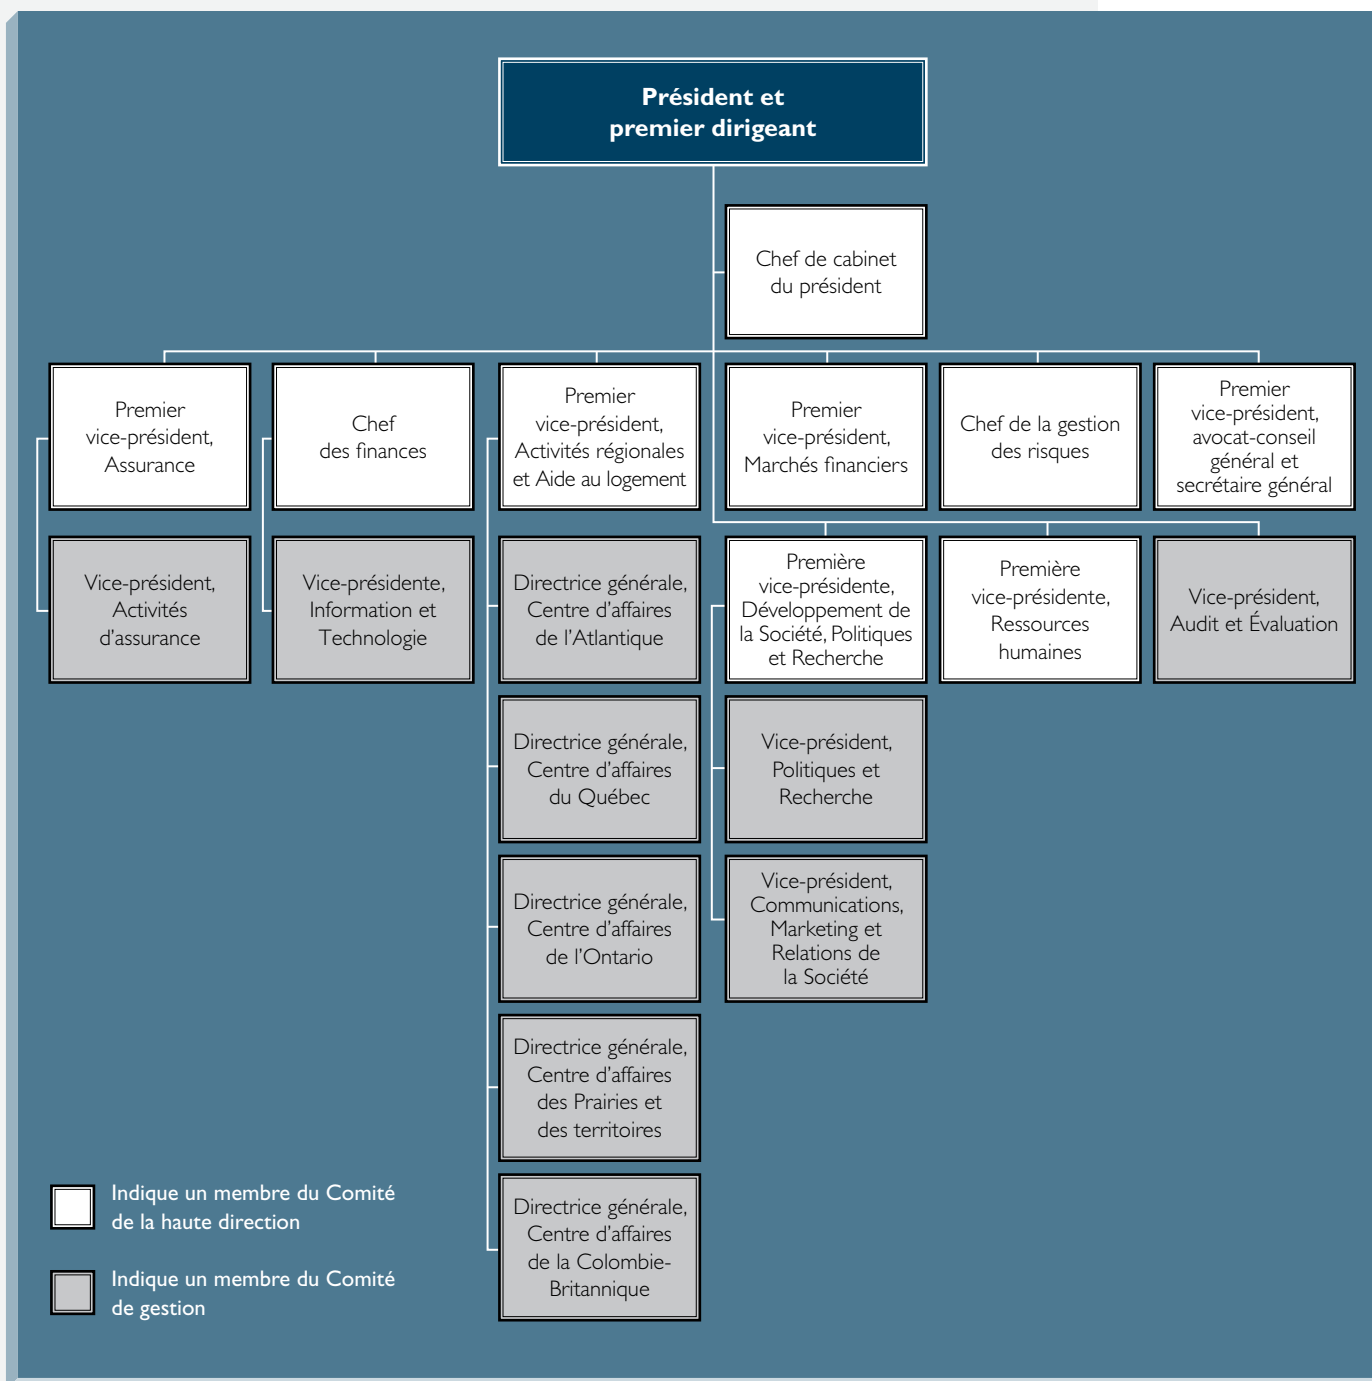 Président et
premier dirigeant
Chef de cabinet
du président
Premier
vice-président,
Assurance
Chef
des finances
Premier
vice-président,
Activités régionales
et Aide au logement
Premier
vice-président,
Marchés financiers
Chef de la gestion
des risques
Premier
vice-président,
avocat-conseil
général et
secrétaire général
Vice-président,
Activités
d'assurance
Vice-présidente,
Information et
Technologie
Directrice générale,
Centre d'affaires
de l'Atlantique
Première
vice-présidente,
Développement de
la Société, Politiques
et Recherche
Première
vice-présidente,
Ressources
humaines
Vice-président,
Audit et Évaluation
Directrice générale,
Centre d'affaires
du Québec
Vice-président,
Politiques et
Recherche
Directrice générale,
Centre d'affaires
de l'Ontario
Vice-président,
Communications,
Marketing et
Relations de
la Société
Directrice générale,
Centre d'affaires
des Prairies et
des territoires
Directrice générale,
Centre d'affaires
de la Colombie-
Britannique
Indique un membre du Comité
de la haute direction
Indique un membre du Comité
de gestion